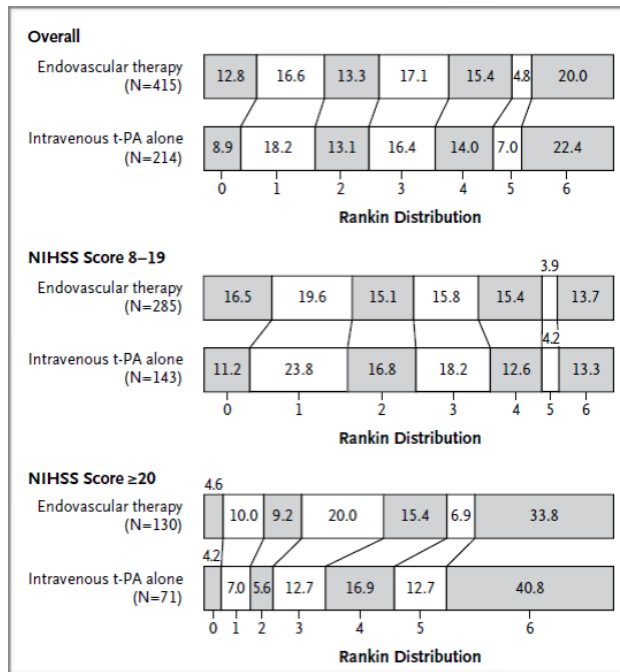 Overall
Endovascular therapy
(N=415)
12.8 16.6 13.3 17.1 15.4 4.8 20.0
Intravenous t-PA alone
(N=214)
8.9 18.2 13.1 16.4 14.0 7.0 22.4
0 1 2 3 4 5 6
Rankin Distribution
NIHSS Score 8–19
3.9
Endovascular therapy
(N=285)
16.5 19.6 15.1 15.8 15.4 13.7
4.2
Intravenous t-PA alone
(N=143)
11.2 23.8 16.8 18.2 12.6 13.3
0 1 2 3 4 5 6
Rankin Distribution
NIHSS Score ≥20
4.6
Endovascular therapy
(N=130)
10.0 9.2 20.0 15.4 6.9 33.8
4.2
Intravenous t-PA alone
(N=71)
7.0 5.6 12.7 16.9 12.7 40.8
0 1 2 3 4 5 6
Rankin Distribution